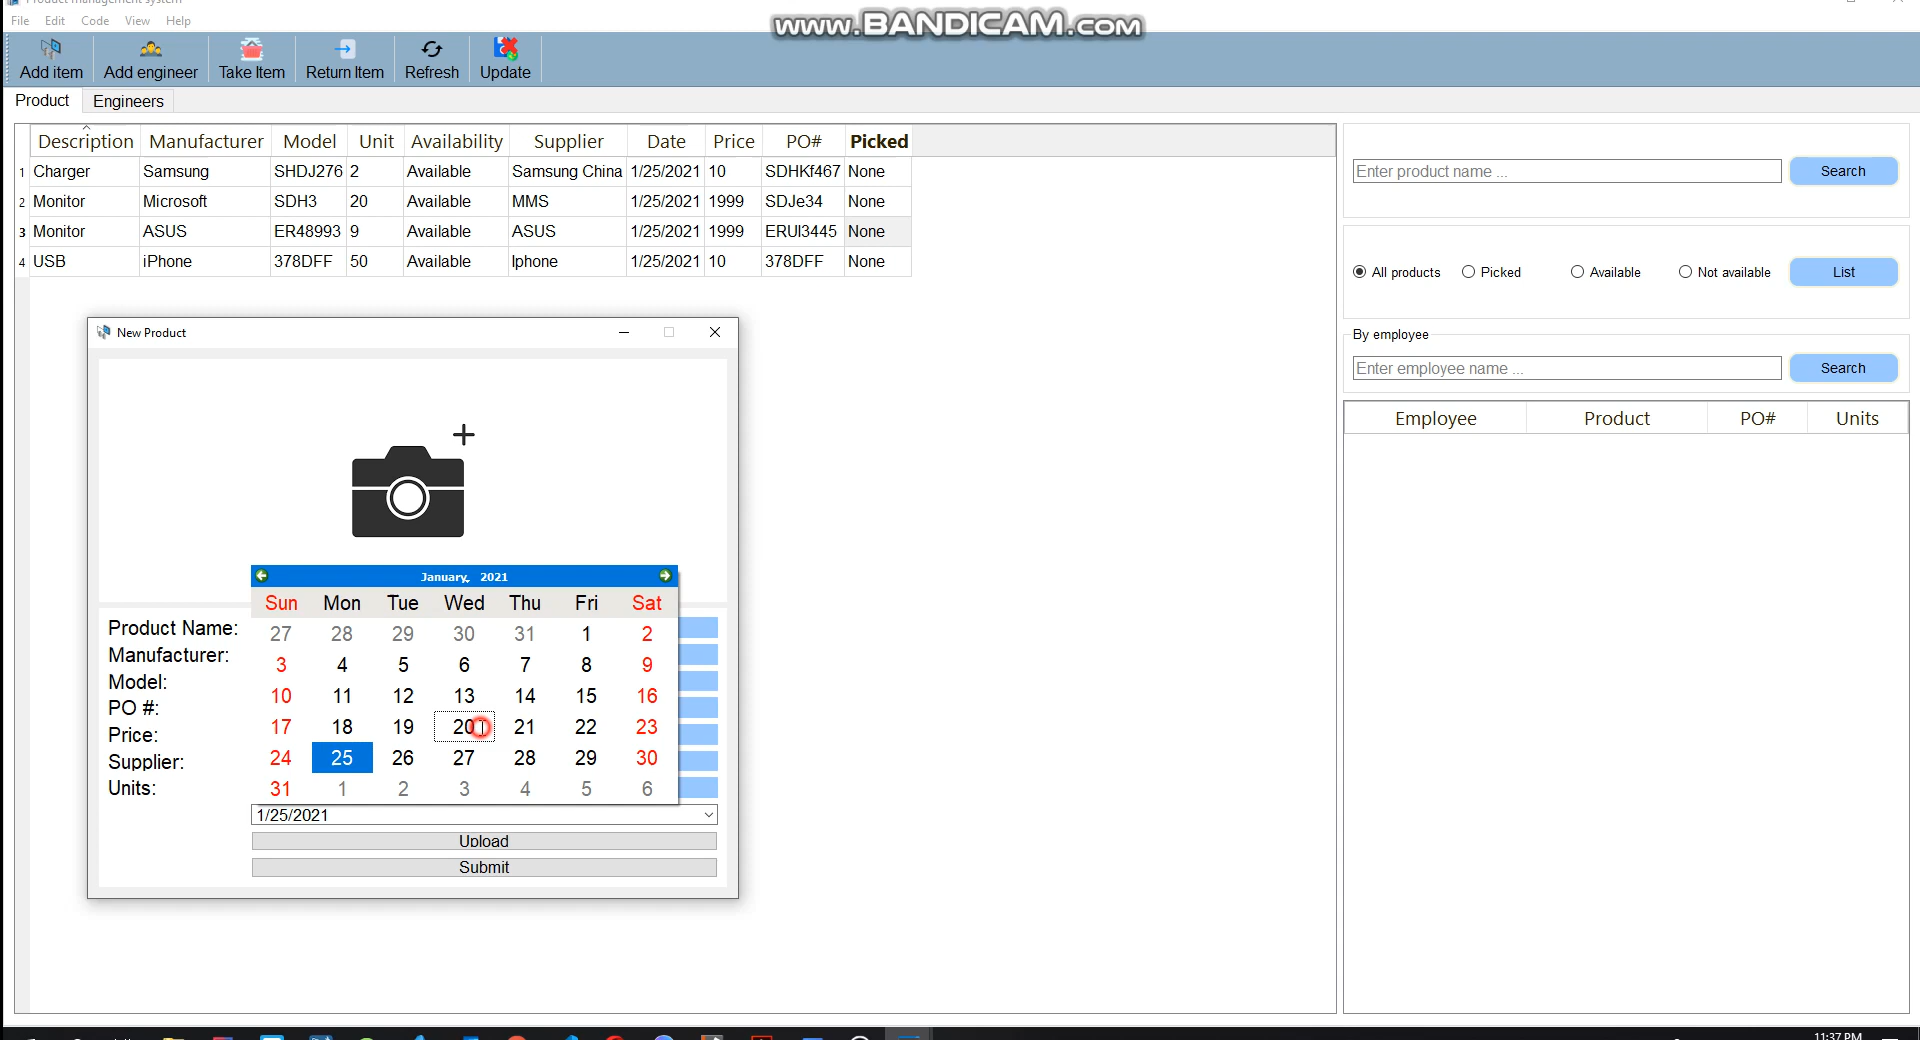 Product management system
www.BANDICAM.com
File Edit Code View Help
Add item Add engineer Take Item Return Item Refresh Update
Product Engineers
Description Manufacturer Model Unit Availability Supplier Date Price PO# Picked
1 Charger Samsung SHDJ276 2 Available Samsung China 1/25/2021 10 SDHKf467 None
2 Monitor Microsoft SDH3 20 Available MMS 1/25/2021 1999 SDJe34 None
3 Monitor ASUS ER48993 9 Available ASUS 1/25/2021 1999 ERUI3445 None
4 USB iPhone 378DFF 50 Available Iphone 1/25/2021 10 378DFF None
Enter product name ... Search
All products Picked Available Not available List
By employee
Enter employee name ... Search
Employee Product PO# Units
New Product
January, 2021
Sun Mon Tue Wed Thu Fri Sat
27 28 29 30 31 1 2
3 4 5 6 7 8 9
10 11 12 13 14 15 16
17 18 19 20 21 22 23
24 25 26 27 28 29 30
31 1 2 3 4 5 6
Product Name:
Manufacturer:
Model:
PO #:
Price:
Supplier:
Units:
1/25/2021
Upload
Submit
11:37 PM